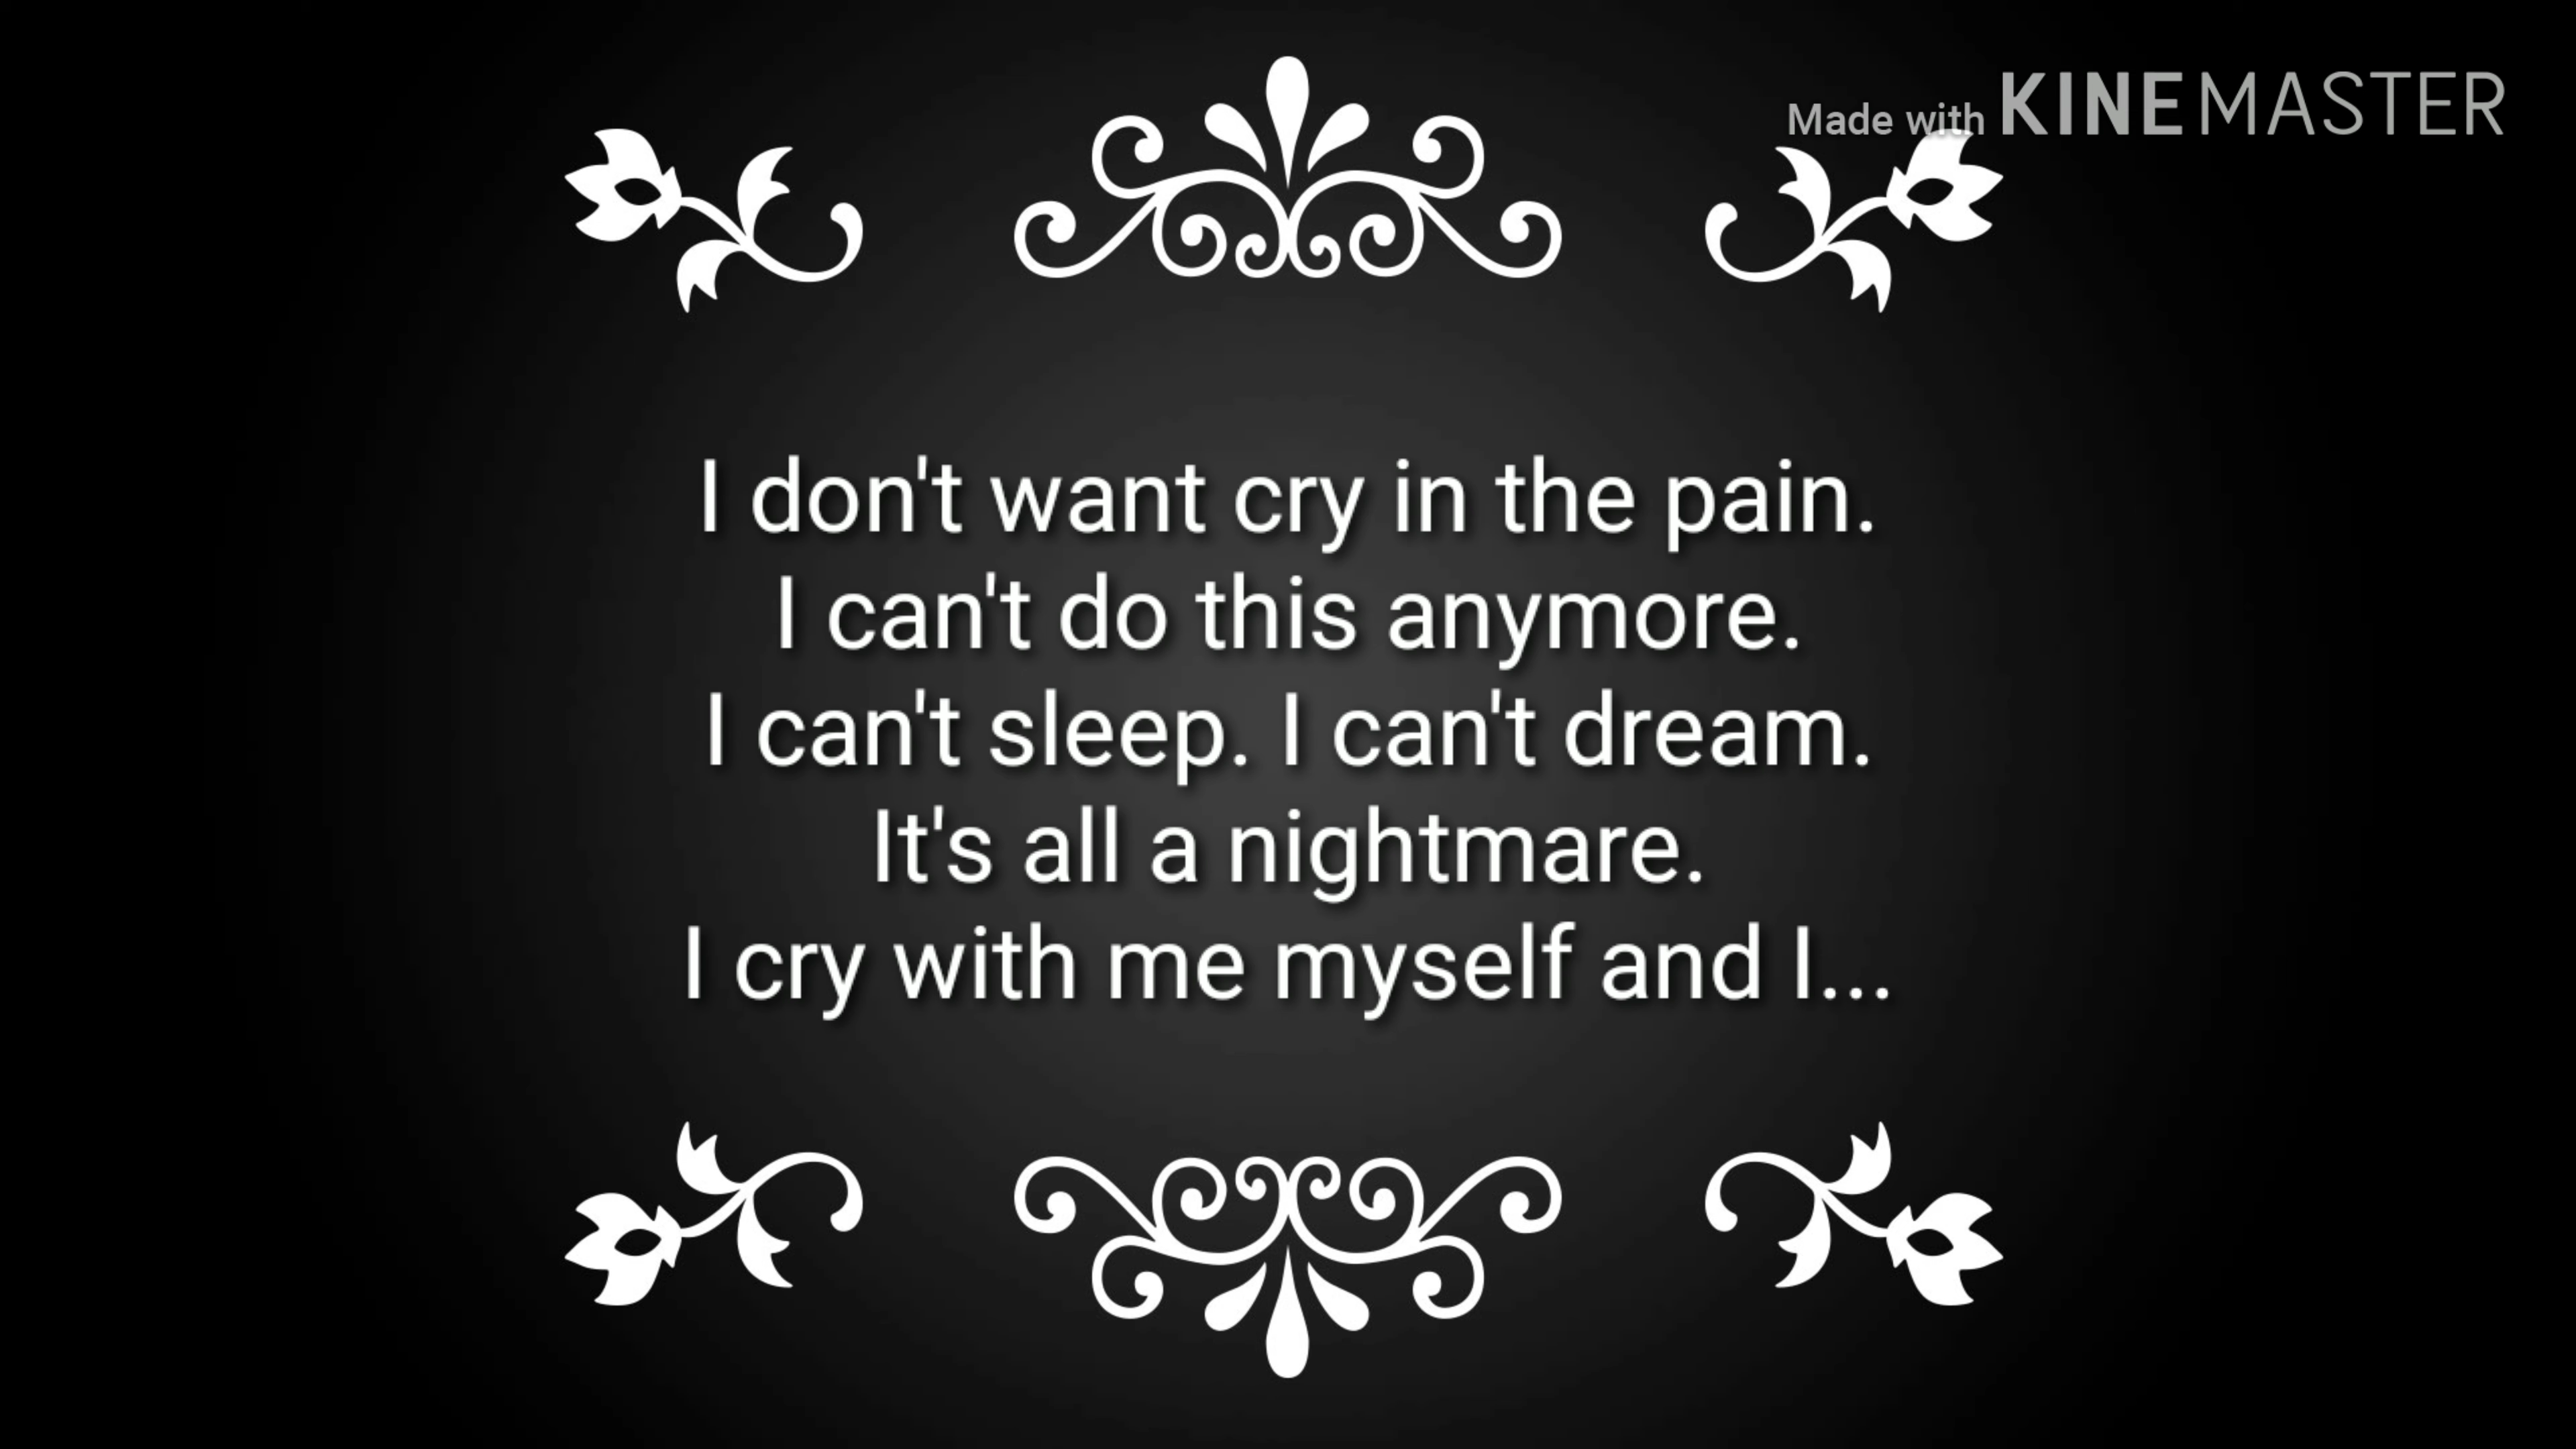 Made with KINEMASTER
I don't want cry in the pain.
I can't do this anymore.
I can't sleep. I can't dream.
It's all a nightmare.
I cry with me myself and I...